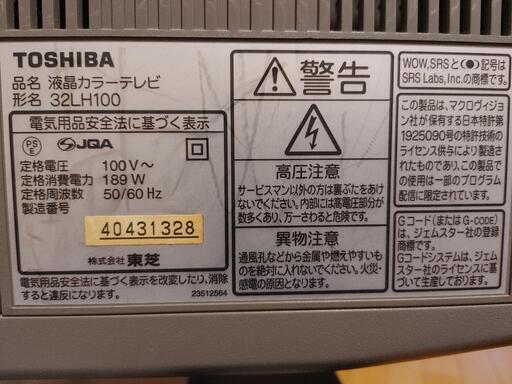 TOSHIBA
品名 液晶カラーテレビ
形名 32LH100
電気用品安全法に基づく表示
PS
E
JQA
定格電圧 100V～
定格消費電力 189W
定格周波数 50/60Hz
製造番号
40431328
株式会社 東芝
電気用品安全法に基づく表示を改変したり、消除
すると違反になります。
23512564
警告
高圧注意
サービスマン以外の方は裏ぶたをあけ
ないでください。内部には高電圧部分が
数多くあり、万一さわると危険です。
異物注意
通風孔などから金属や燃えやすいも
のを絶対に入れないでください。火災・
感電の原因となります。
WOW,SRSと(●)記号は
SRS Labs,Inc.の商標です。
この製品は、マクロヴィジョン
社が保有する日本特許第
1925090号の特許技術の
ライセンス供与により製造
されたものであり、この製品で
の使用は一部のプログラム
配信に限定されています。
Gコード(またはG-CODE)
は、ジェムスター社の登録
商標です。
Gコードシステムは、ジェム
スター社のライセンスに基
づいて生産しております。